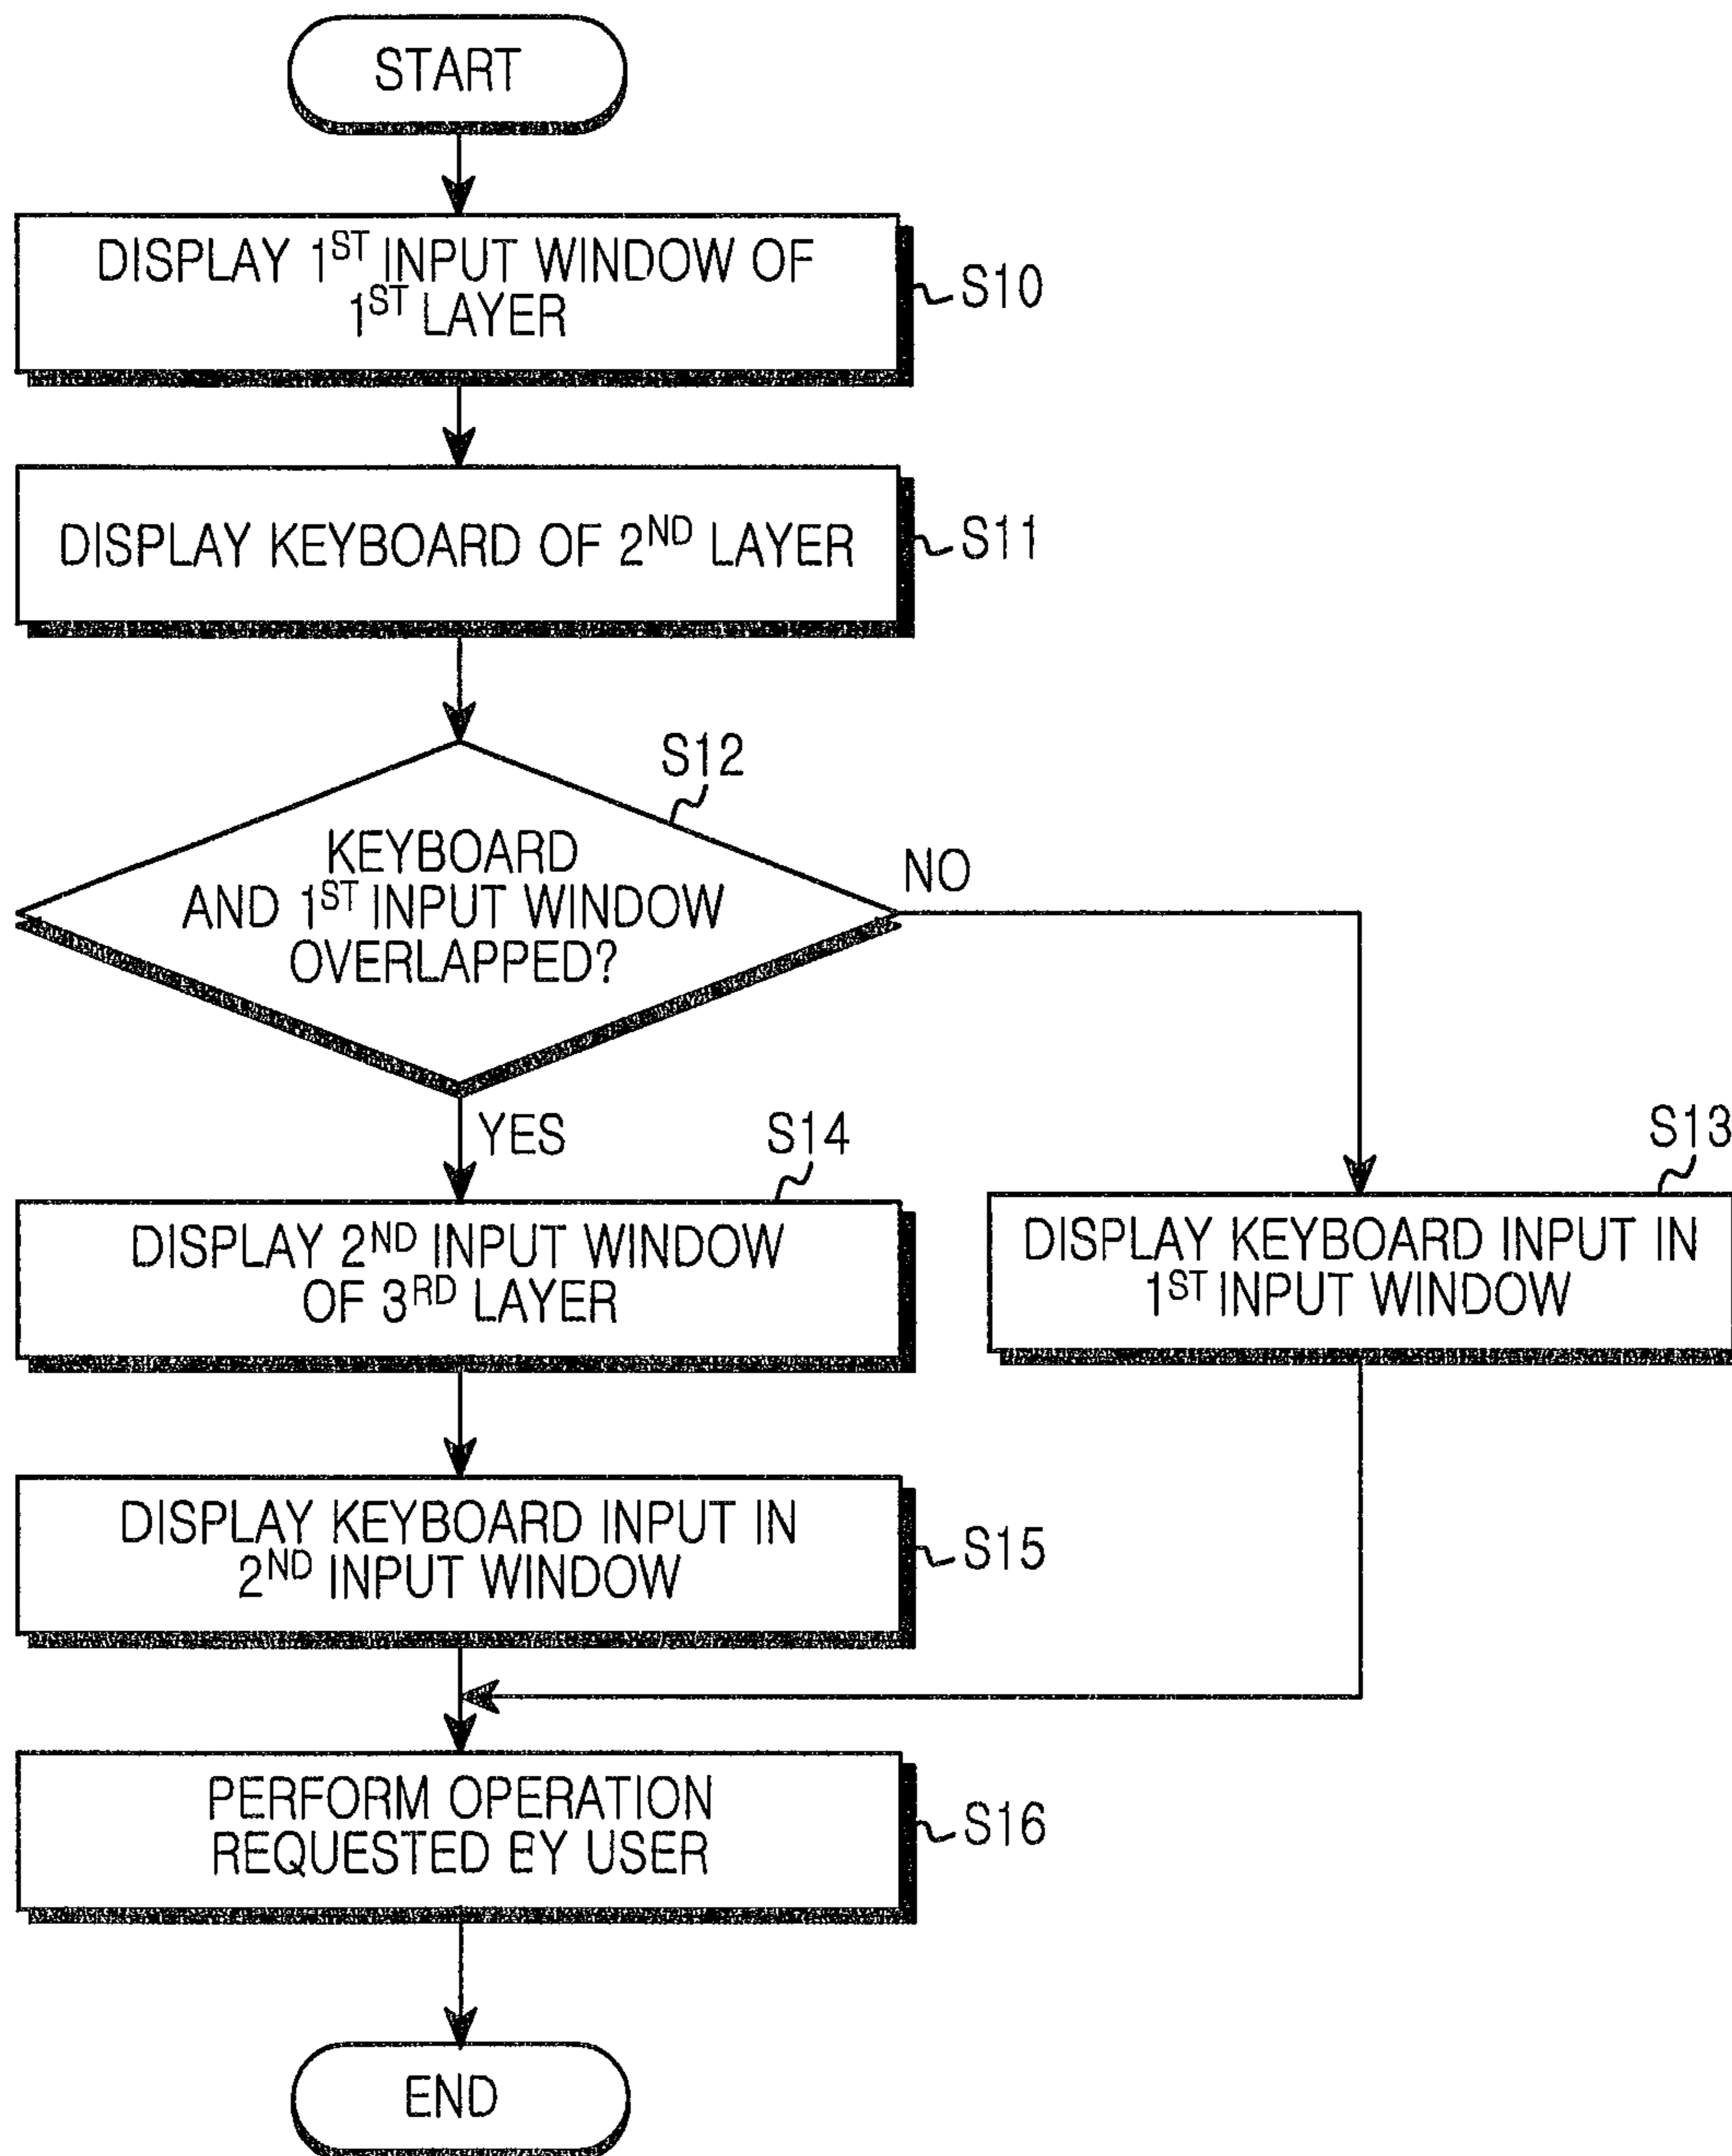 START
DISPLAY 1ST INPUT WINDOW OF
1ST LAYER
S10
DISPLAY KEYBOARD OF 2ND LAYER
S11
S12
KEYBOARD
AND 1ST INPUT WINDOW
OVERLAPPED?
NO
YES
S14
DISPLAY 2ND INPUT WINDOW
OF 3RD LAYER
S13
DISPLAY KEYBOARD INPUT IN
1ST INPUT WINDOW
DISPLAY KEYBOARD INPUT IN
2ND INPUT WINDOW
S15
PERFORM OPERATION
REQUESTED BY USER
S16
END